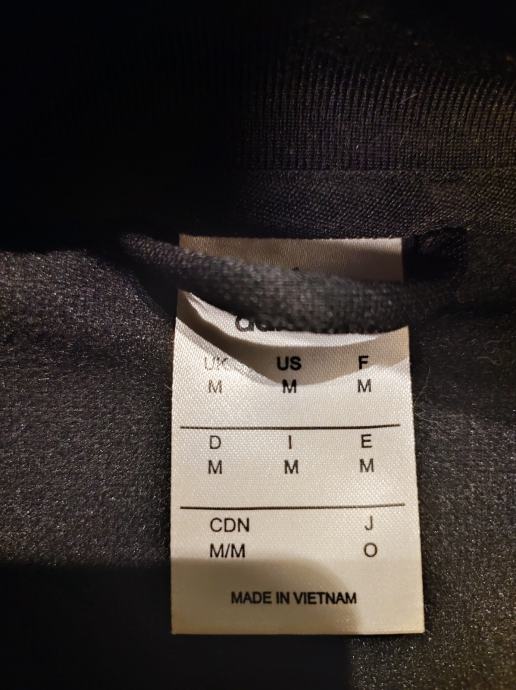 UK US F
M M M
D I E
M M M
CDN J
M/M O
MADE IN VIETNAM